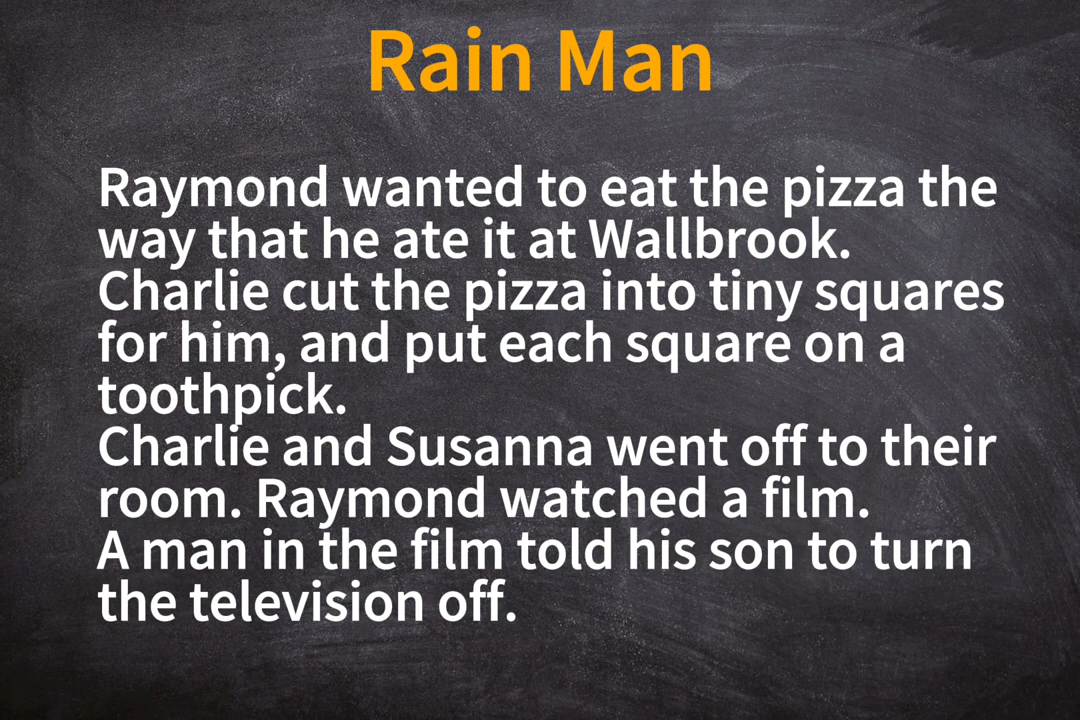 Rain Man
Raymond wanted to eat the pizza the
way that he ate it at Wallbrook.
Charlie cut the pizza into tiny squares
for him, and put each square on a
toothpick.
Charlie and Susanna went off to their
room. Raymond watched a film.
A man in the film told his son to turn
the television off.